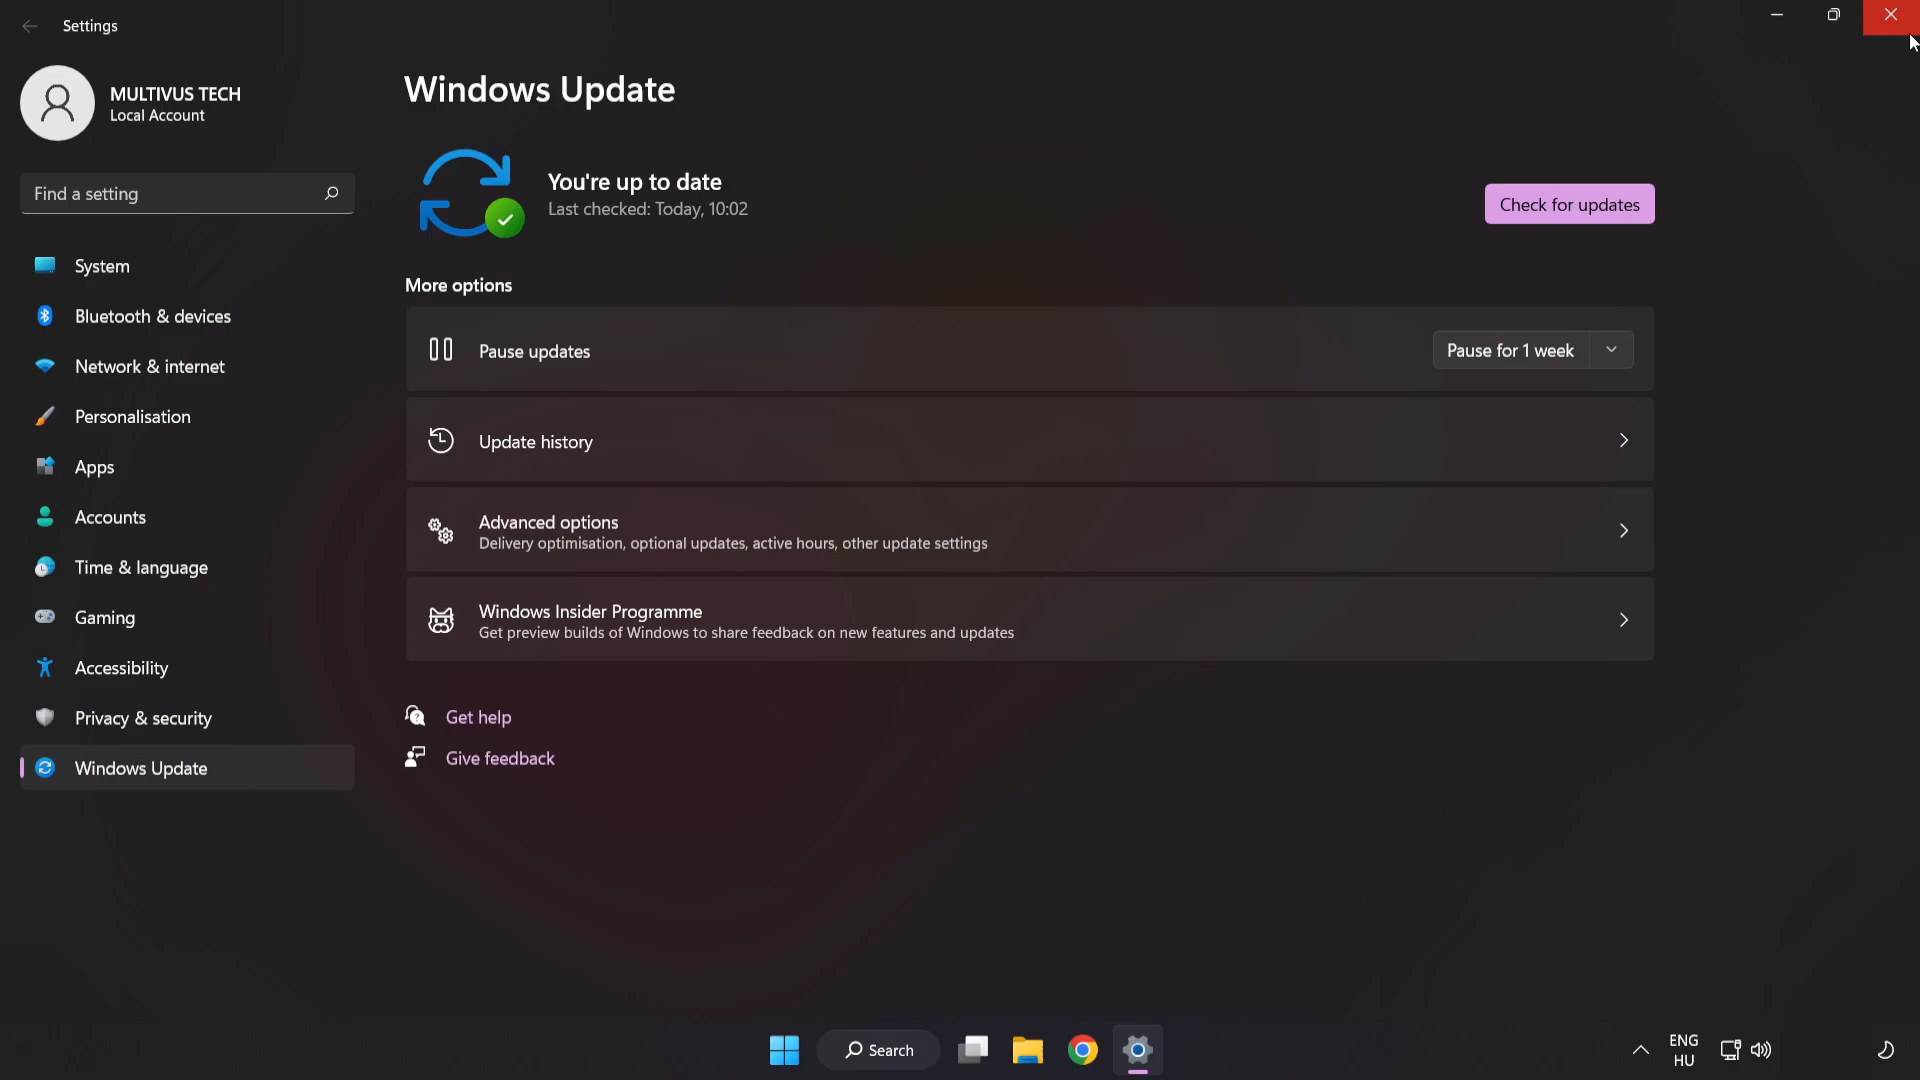 Settings
MULTIVUS TECH
Local Account
Find a setting
System
Bluetooth & devices
Network & internet
Personalisation
Apps
Accounts
Time & language
Gaming
Accessibility
Privacy & security
Windows Update
Windows Update
You're up to date
Last checked: Today, 10:02
Check for updates
More options
Pause updates
Pause for 1 week
Update history
Advanced options
Delivery optimisation, optional updates, active hours, other update settings
Windows Insider Programme
Get preview builds of Windows to share feedback on new features and updates
Get help
Give feedback
Search
ENG
HU